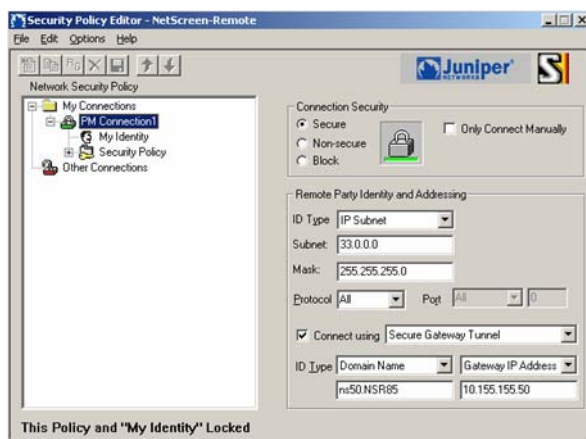 Security Policy Editor - NetScreen-Remote
File Edit Options Help
Juniper
NETWORKS
Network Security Policy
My Connections
PM Connection1
My Identity
Security Policy
Other Connections
Connection Security
Secure
Non-secure
Block
Only Connect Manually
Remote Party Identity and Addressing
ID Type IP Subnet
Subnet: 33.0.0.0
Mask: 255.255.255.0
Protocol All Port All 0
Connect using Secure Gateway Tunnel
ID Type Domain Name Gateway IP Address
ns50.NSR85 10.155.155.50
This Policy and "My Identity" Locked